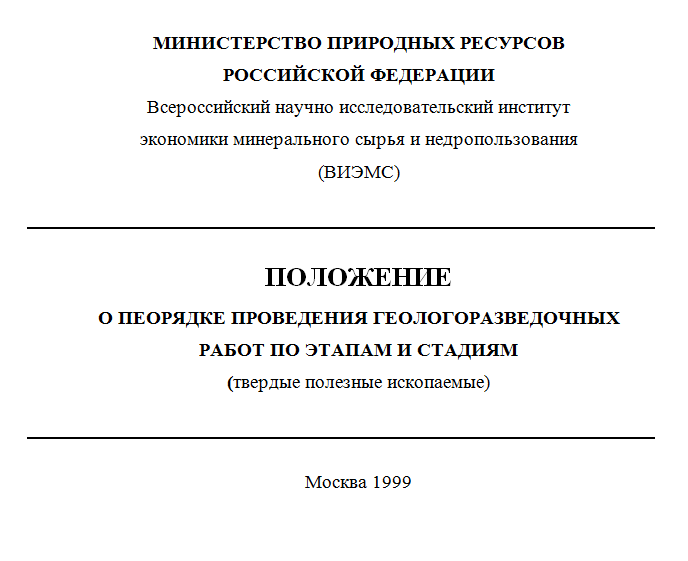 МИНИСТЕРСТВО ПРИРОДНЫХ РЕСУРСОВ
РОССИЙСКОЙ ФЕДЕРАЦИИ
Всероссийский научно исследовательский институт
экономики минерального сырья и недропользования
(ВИЭМС)
ПОЛОЖЕНИЕ
О ПЕОРЯДКЕ ПРОВЕДЕНИЯ ГЕОЛОГОРАЗВЕДОЧНЫХ
РАБОТ ПО ЭТАПАМ И СТАДИЯМ
(твердые полезные ископаемые)
Москва 1999